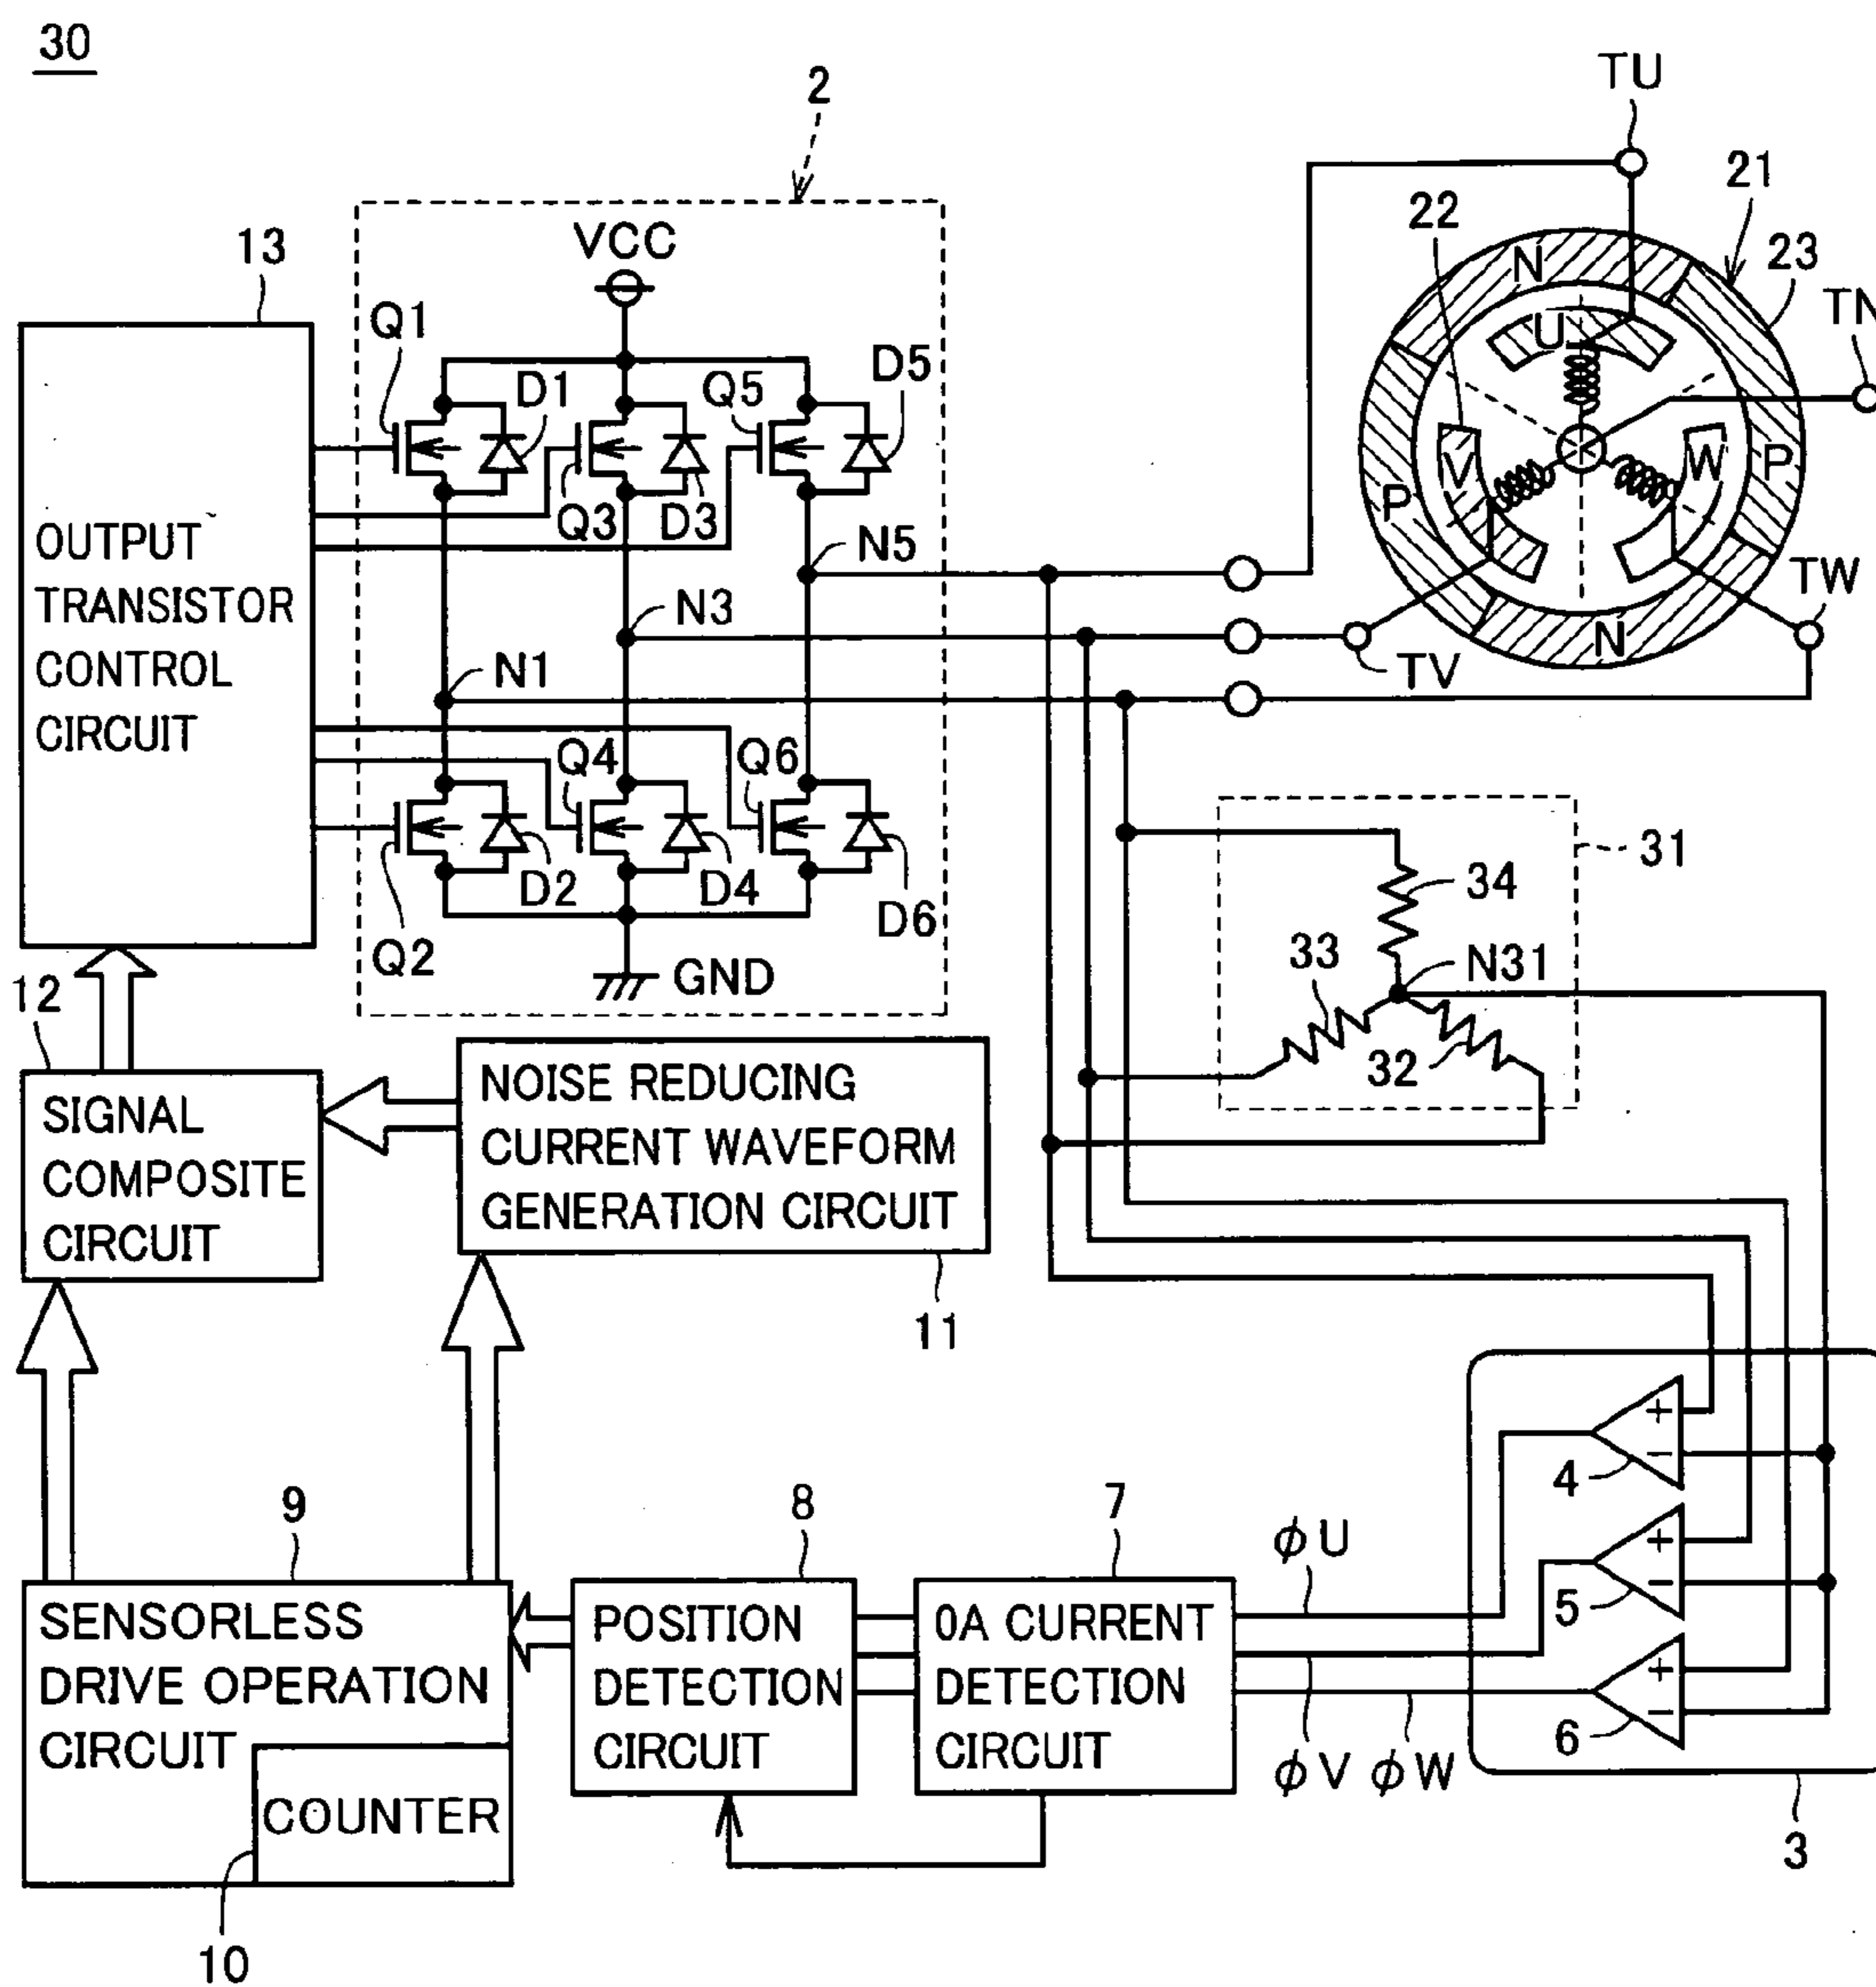 30
2
TU
21
22
23
13
VCC
N
TN
Q1
D1
Q5
D5
U
V
W
P
P
Q3
D3
OUTPUT
TRANSISTOR
CONTROL
CIRCUIT
N5
TW
N3
N
N1
TV
Q4
Q6
31
D2
D4
34
D6
Q2
33
N31
GND
12
32
NOISE REDUCING
CURRENT WAVEFORM
GENERATION CIRCUIT
SIGNAL
COMPOSITE
CIRCUIT
11
+
−
4
9
8
7
φU
+
−
5
SENSORLESS
DRIVE OPERATION
CIRCUIT
POSITION
DETECTION
CIRCUIT
0A CURRENT
DETECTION
CIRCUIT
+
−
6
φV
φW
COUNTER
3
10